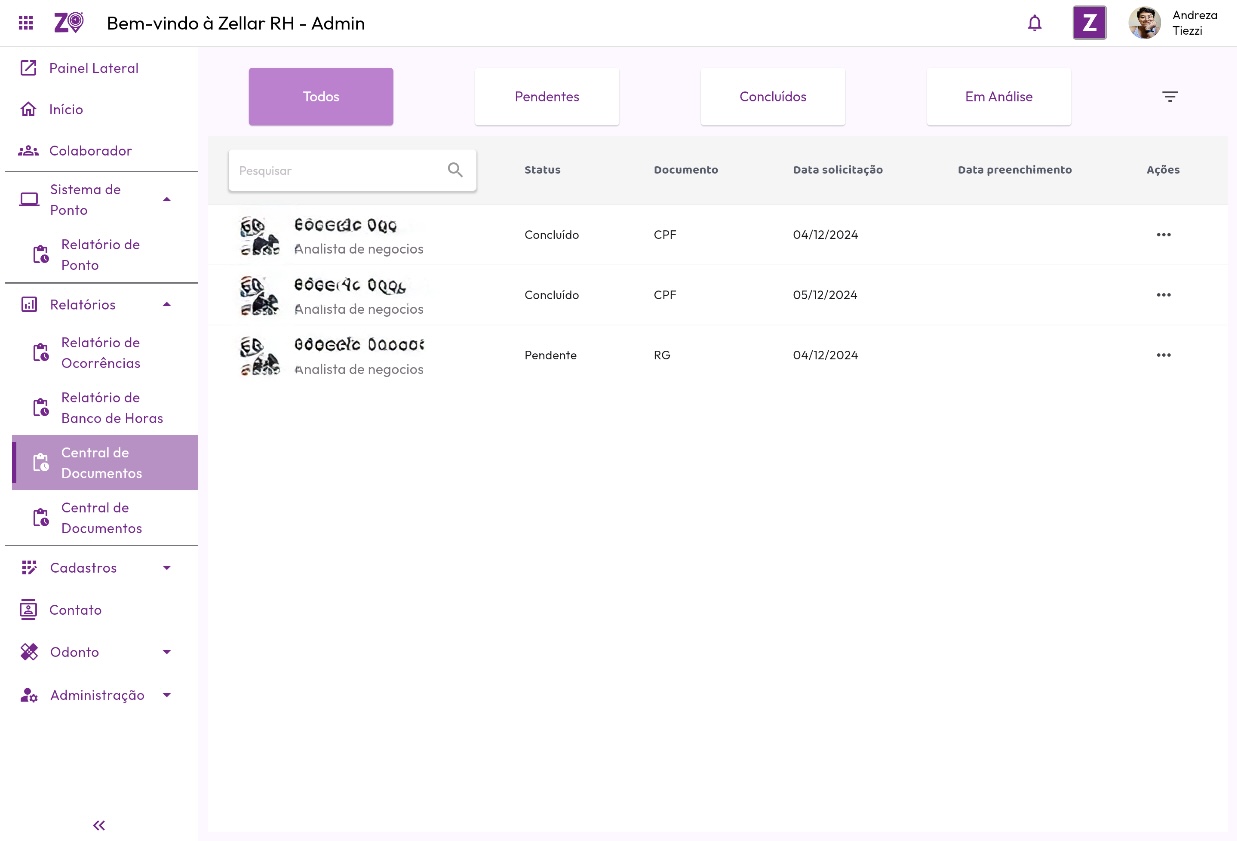 Bem-vindo à Zellar RH - Admin
Z
Andreza
Tiezzi
Painel Lateral
Início
Colaborador
Sistema de
Ponto
Relatório de
Ponto
Relatórios
Relatório de
Ocorrências
Relatório de
Banco de Horas
Central de
Documentos
Central de
Documentos
Cadastros
Contato
Odonto
Administração
Todos
Pendentes
Concluídos
Em Análise
Pesquisar
Status
Documento
Data solicitação
Data preenchimento
Ações
Analista de negocios
Concluído
CPF
04/12/2024
Analista de negocios
Concluído
CPF
05/12/2024
Analista de negocios
Pendente
RG
04/12/2024